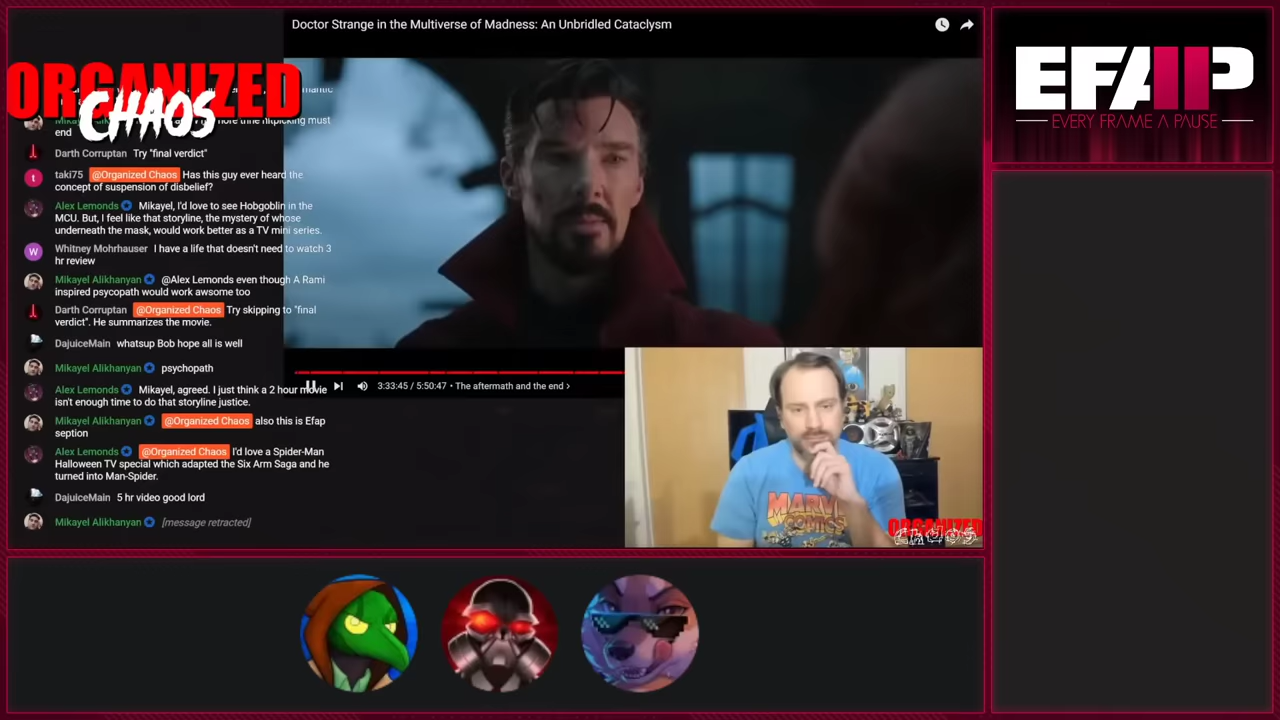 Doctor Strange in the Multiverse of Madness: An Unbridled Cataclysm
ORGANIZED
CHAOS
EFAP
EVERY FRAME A PAUSE
more time nitpicking must
end
Darth Corruptan Try "final verdict"
t
taki75 @Organized Chaos Has this guy ever heard the
concept of suspension of disbelief?
Alex Lemonds Mikayel, I'd love to see Hobgoblin in the
MCU. But, I feel like that storyline, the mystery of whose
underneath the mask, would work better as a TV mini series.
W
Whitney Mohrhauser I have a life that doesn't need to watch 3
hr review
Mikayel Alikhanyan @Alex Lemonds even though A Rami
inspired psycopath would work awsome too
Darth Corruptan @Organized Chaos Try skipping to "final
verdict". He summarizes the movie.
DajuiceMain whatsup Bob hope all is well
Mikayel Alikhanyan psychopath
Alex Lemonds Mikayel, agreed. I just think a 2 hour movie
isn't enough time to do that storyline justice.
Mikayel Alikhanyan @Organized Chaos also this is Efap
seption
Alex Lemonds @Organized Chaos I'd love a Spider-Man
Halloween TV special which adapted the Six Arm Saga and he
turned into Man-Spider.
DajuiceMain 5 hr video good lord
Mikayel Alikhanyan [message retracted]
3:33:45 / 5:50:47 • The aftermath and the end ›
MARVEL
COMICS
ORGANIZED
CHAOS